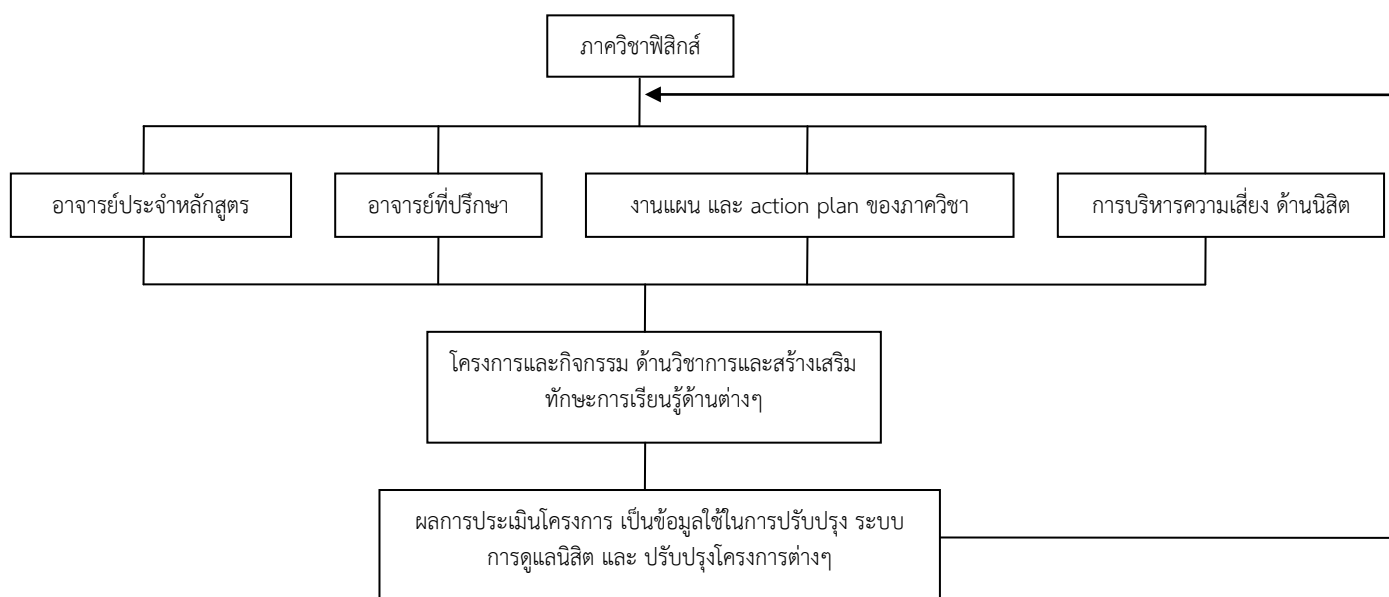 ภาควิชาฟิสิกส์
อาจารย์ประจำหลักสูตร
อาจารย์ที่ปรึกษา
งานแผน และ action plan ของภาควิชา
การบริหารความเสี่ยง ด้านนิสิต
โครงการและกิจกรรม ด้านวิชาการและสร้างเสริม
ทักษะการเรียนรู้ด้านต่างๆ
ผลการประเมินโครงการ เป็นข้อมูลใช้ในการปรับปรุง ระบบ
การดูแลนิสิต และ ปรับปรุงโครงการต่างๆ